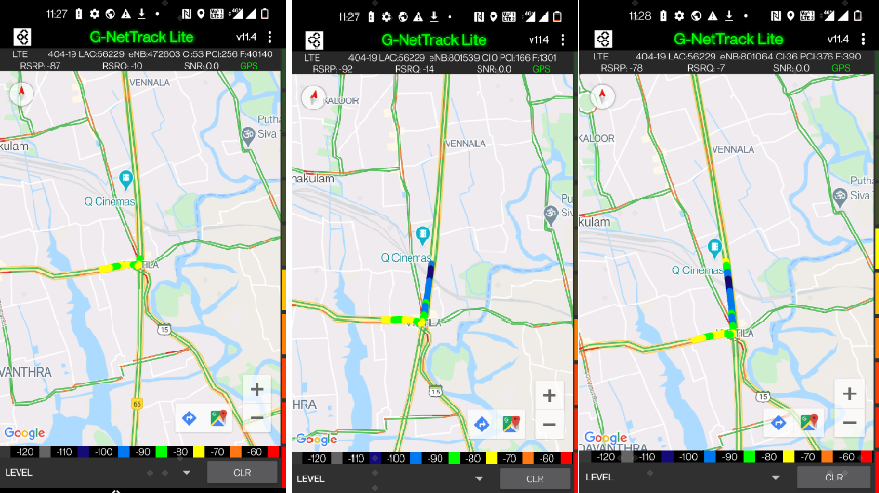 11:27
G-NetTrack Lite
v11.4
LTE 404-19 LAC:56229 eNB:472603 CI:53 PCI:256 F:40140
RSRP: -87 RSRQ: -10 SNR:0.0 GPS
VENNALA
Putha
Siva
kulam
Q Cinemas
15
VANTHRA
65
+
−
Google
-120 -110 -100 -90 -80 -70 -60
LEVEL
CLR
11:27
G-NetTrack Lite
v11.4
LTE 404-19 LAC:56229 eNB:801539 CI:0 PCI:166 F:1301
RSRP: -92 RSRQ: -14 SNR:0.0 GPS
KALOOR
VENNALA
nakulam
Pu
Siva
Q Cinemas
15
HRA
+
−
Google
-120 -110 -100 -90 -80 -70 -60
LEVEL
CLR
11:28
G-NetTrack Lite
v11.4
LTE 404-19 LAC:56229 eNB:801064 CI:36 PCI:376 F:390
RSRP: -78 RSRQ: -7 SNR:0.0 GPS
KALOOR
VENNALA
Putha
Siva
kulam
Q Cinemas
15
DAVANTHRA
+
−
Google
-120 -110 -100 -90 -80 -70 -60
LEVEL
CLR